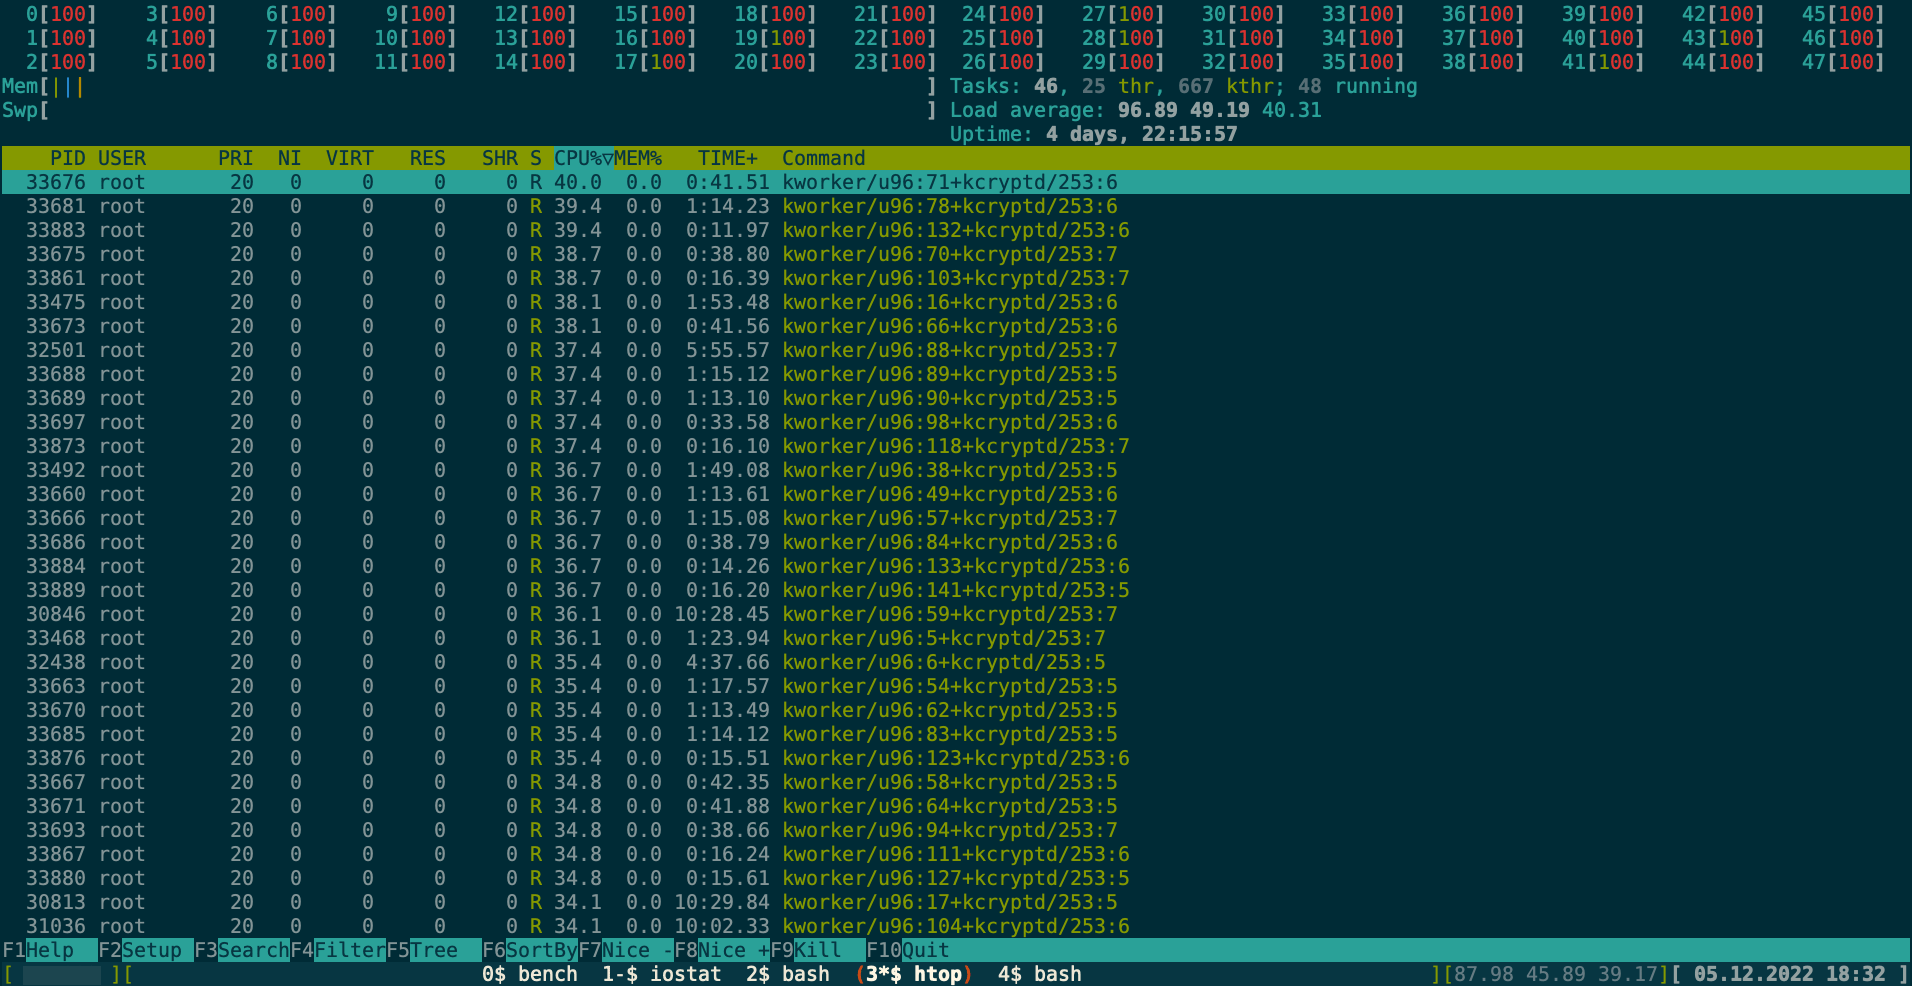 0[100] 3[100] 6[100] 9[100] 12[100] 15[100] 18[100] 21[100] 24[100] 27[100] 30[100] 33[100] 36[100] 39[100] 42[100] 45[100]
1[100] 4[100] 7[100] 10[100] 13[100] 16[100] 19[100] 22[100] 25[100] 28[100] 31[100] 34[100] 37[100] 40[100] 43[100] 46[100]
2[100] 5[100] 8[100] 11[100] 14[100] 17[100] 20[100] 23[100] 26[100] 29[100] 32[100] 35[100] 38[100] 41[100] 44[100] 47[100]
Mem[||| ] Tasks: 46, 25 thr, 667 kthr; 48 running
Swp[ ] Load average: 96.89 49.19 40.31
Uptime: 4 days, 22:15:57
PID USER PRI NI VIRT RES SHR S CPU%▽MEM% TIME+ Command
33676 root 20 0 0 0 0 R 40.0 0.0 0:41.51 kworker/u96:71+kcryptd/253:6
33681 root 20 0 0 0 0 R 39.4 0.0 1:14.23 kworker/u96:78+kcryptd/253:6
33883 root 20 0 0 0 0 R 39.4 0.0 0:11.97 kworker/u96:132+kcryptd/253:6
33675 root 20 0 0 0 0 R 38.7 0.0 0:38.80 kworker/u96:70+kcryptd/253:7
33861 root 20 0 0 0 0 R 38.7 0.0 0:16.39 kworker/u96:103+kcryptd/253:7
33475 root 20 0 0 0 0 R 38.1 0.0 1:53.48 kworker/u96:16+kcryptd/253:6
33673 root 20 0 0 0 0 R 38.1 0.0 0:41.56 kworker/u96:66+kcryptd/253:6
32501 root 20 0 0 0 0 R 37.4 0.0 5:55.57 kworker/u96:88+kcryptd/253:7
33688 root 20 0 0 0 0 R 37.4 0.0 1:15.12 kworker/u96:89+kcryptd/253:5
33689 root 20 0 0 0 0 R 37.4 0.0 1:13.10 kworker/u96:90+kcryptd/253:5
33697 root 20 0 0 0 0 R 37.4 0.0 0:33.58 kworker/u96:98+kcryptd/253:6
33873 root 20 0 0 0 0 R 37.4 0.0 0:16.10 kworker/u96:118+kcryptd/253:7
33492 root 20 0 0 0 0 R 36.7 0.0 1:49.08 kworker/u96:38+kcryptd/253:5
33660 root 20 0 0 0 0 R 36.7 0.0 1:13.61 kworker/u96:49+kcryptd/253:6
33666 root 20 0 0 0 0 R 36.7 0.0 1:15.08 kworker/u96:57+kcryptd/253:7
33686 root 20 0 0 0 0 R 36.7 0.0 0:38.79 kworker/u96:84+kcryptd/253:6
33884 root 20 0 0 0 0 R 36.7 0.0 0:14.26 kworker/u96:133+kcryptd/253:6
33889 root 20 0 0 0 0 R 36.7 0.0 0:16.20 kworker/u96:141+kcryptd/253:5
30846 root 20 0 0 0 0 R 36.1 0.0 10:28.45 kworker/u96:59+kcryptd/253:7
33468 root 20 0 0 0 0 R 36.1 0.0 1:23.94 kworker/u96:5+kcryptd/253:7
32438 root 20 0 0 0 0 R 35.4 0.0 4:37.66 kworker/u96:6+kcryptd/253:5
33663 root 20 0 0 0 0 R 35.4 0.0 1:17.57 kworker/u96:54+kcryptd/253:5
33670 root 20 0 0 0 0 R 35.4 0.0 1:13.49 kworker/u96:62+kcryptd/253:5
33685 root 20 0 0 0 0 R 35.4 0.0 1:14.12 kworker/u96:83+kcryptd/253:5
33876 root 20 0 0 0 0 R 35.4 0.0 0:15.51 kworker/u96:123+kcryptd/253:6
33667 root 20 0 0 0 0 R 34.8 0.0 0:42.35 kworker/u96:58+kcryptd/253:5
33671 root 20 0 0 0 0 R 34.8 0.0 0:41.88 kworker/u96:64+kcryptd/253:5
33693 root 20 0 0 0 0 R 34.8 0.0 0:38.66 kworker/u96:94+kcryptd/253:7
33867 root 20 0 0 0 0 R 34.8 0.0 0:16.24 kworker/u96:111+kcryptd/253:6
33880 root 20 0 0 0 0 R 34.8 0.0 0:15.61 kworker/u96:127+kcryptd/253:5
30813 root 20 0 0 0 0 R 34.1 0.0 10:29.84 kworker/u96:17+kcryptd/253:5
31036 root 20 0 0 0 0 R 34.1 0.0 10:02.33 kworker/u96:104+kcryptd/253:6
F1Help F2Setup F3SearchF4FilterF5Tree F6SortByF7Nice -F8Nice +F9Kill F10Quit
[ ][ 0$ bench 1-$ iostat 2$ bash (3*$ htop) 4$ bash ][87.98 45.89 39.17][ 05.12.2022 18:32 ]